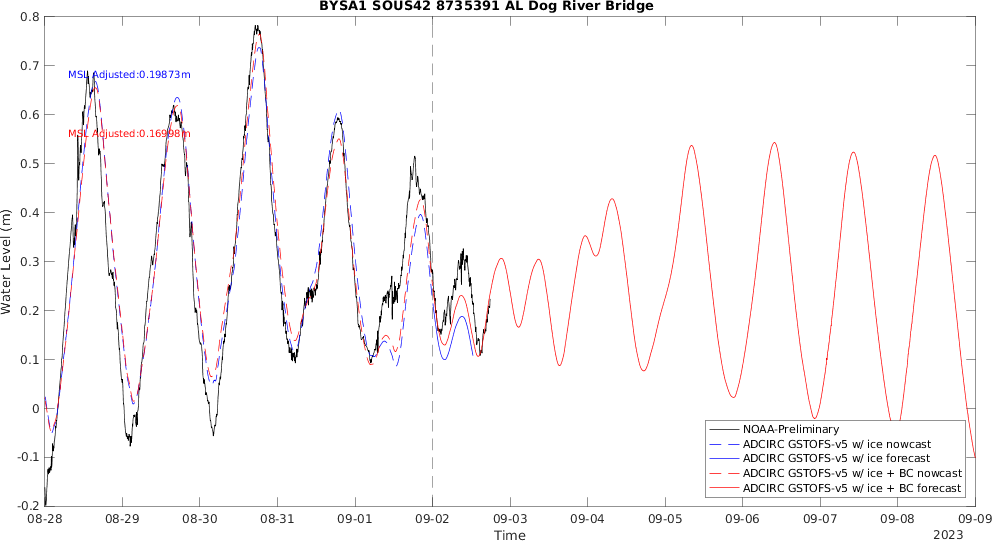 BYSA1 SOUS42 8735391 AL Dog River Bridge
Water Level (m)
0.8
0.7
0.6
0.5
0.4
0.3
0.2
0.1
0
-0.1
-0.2
MSL Adjusted:0.19873m
MSL Adjusted:0.16998m
NOAA-Preliminary
ADCIRC GSTOFS-v5 w/ ice nowcast
ADCIRC GSTOFS-v5 w/ ice forecast
ADCIRC GSTOFS-v5 w/ ice + BC nowcast
ADCIRC GSTOFS-v5 w/ ice + BC forecast
08-28 08-29 08-30 08-31 09-01 09-02 09-03 09-04 09-05 09-06 09-07 09-08 09-09
Time
2023